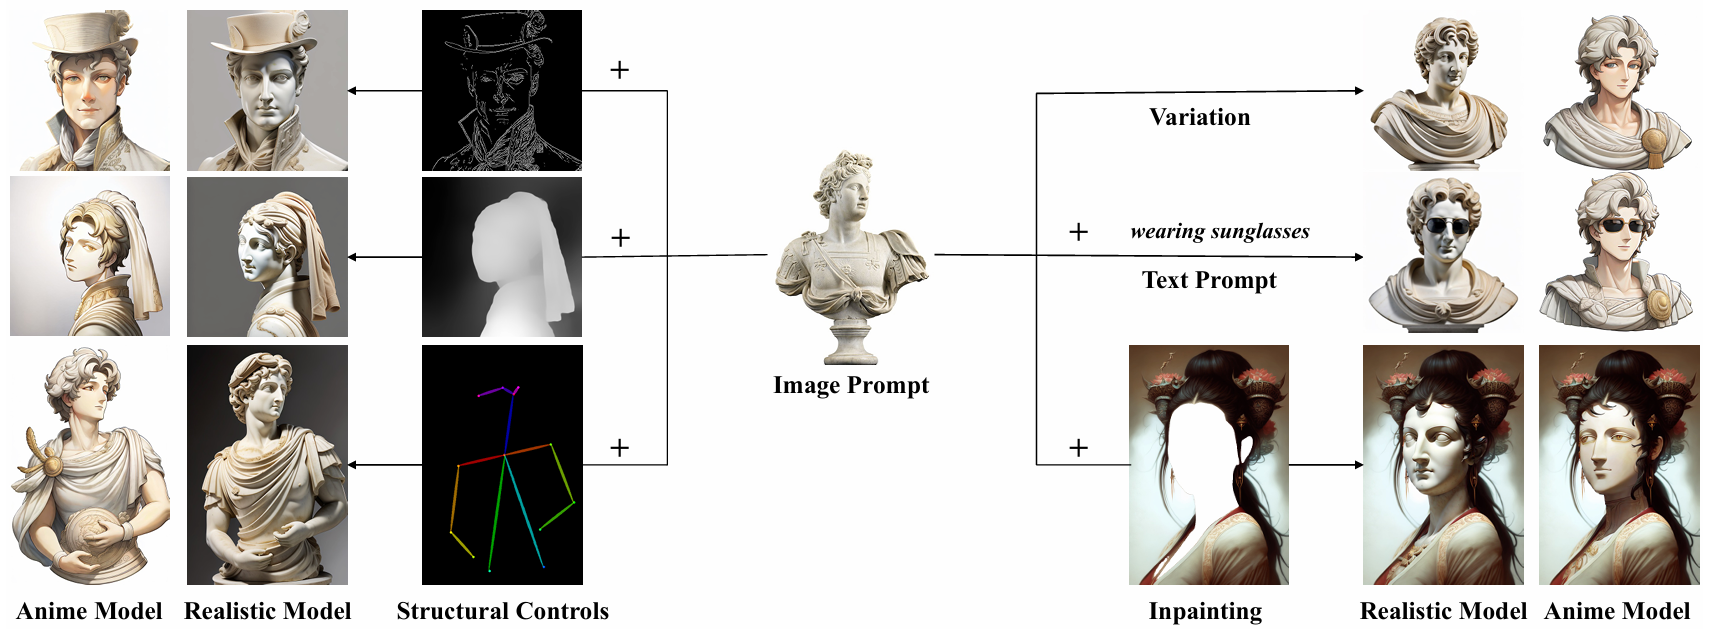 +
Variation
+
+
wearing sunglasses
Text Prompt
Image Prompt
+
+
Anime Model
Realistic Model
Structural Controls
Inpainting
Realistic Model
Anime Model